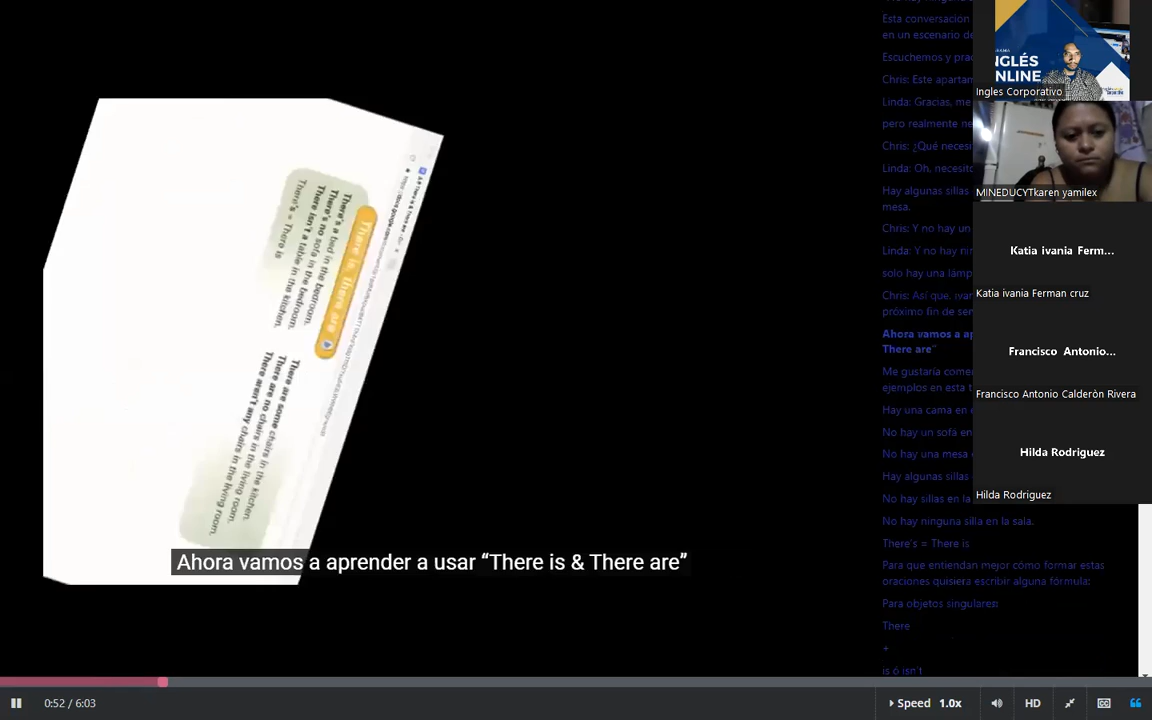 There is, there are
There's a bed in the bedroom.
There's no sofa in the bedroom.
There isn't a table in the kitchen.
There's = There is
There are some chairs in the kitchen.
There are no chairs in the living room.
There aren't any chairs in the living room.
Ahora vamos a aprender a usar “There is & There are”
0:52 / 6:03
Speed 1.0x
HD
Esta conversación
en un escenario de
Escuchemos y prac
Chris: Este apartam
Linda: Gracias, me
pero realmente ne
Chris: ¿Qué necesi
Linda: Oh, necesito
Hay algunas sillas
mesa.
Chris: Y no hay un
Linda: Y no hay nin
solo hay una lámp
Chris: Así que, ¡var
próximo fin de sem
Ahora vamos a ap
There are”
Me gustaría come
ejemplos en esta t
Hay una cama en
No hay un sofá en
No hay una mesa
Hay algunas sillas
No hay sillas en la
No hay ninguna silla en la sala.
There's = There is
Para que entiendan mejor cómo formar estas
oraciones quisiera escribir alguna fórmula:
Para objetos singulares:
There
+
is ó isn't
NGLÉS
NLINE
Ingles Corporativo
MINEDUCYTkaren yamilex
Katia ivania Ferm...
Katia ivania Ferman cruz
Francisco Antonio...
Francisco Antonio Calderòn Rivera
Hilda Rodriguez
Hilda Rodriguez